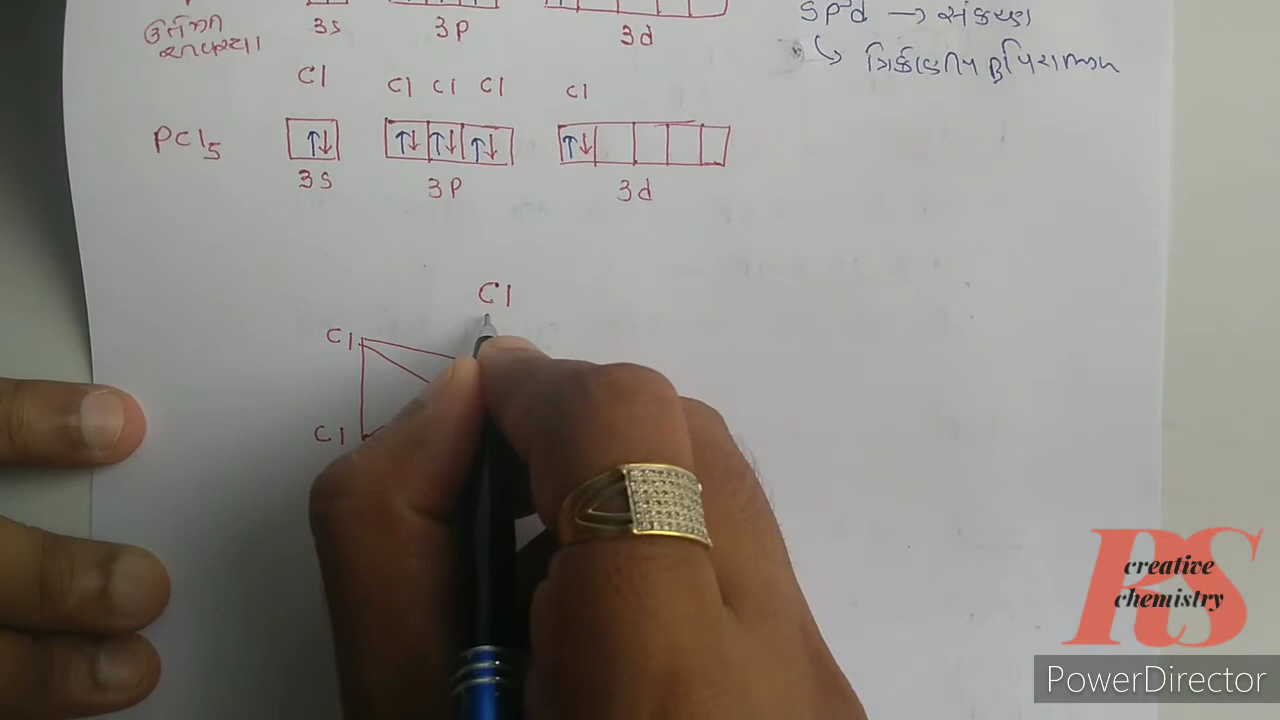 ઉત્તેજીત 3s 3p 3d
અવસ્થા
sp³d → સંકરણ
↳ ત્રિકોણીય દ્વિપિરામિડ
Cl Cl Cl Cl Cl
PCl₅ ↑↓ ↑↓ ↑↓ ↑↓ ↑↓
3s 3p 3d
Cl
Cl
Cl
RS
creative
chemistry
PowerDirector